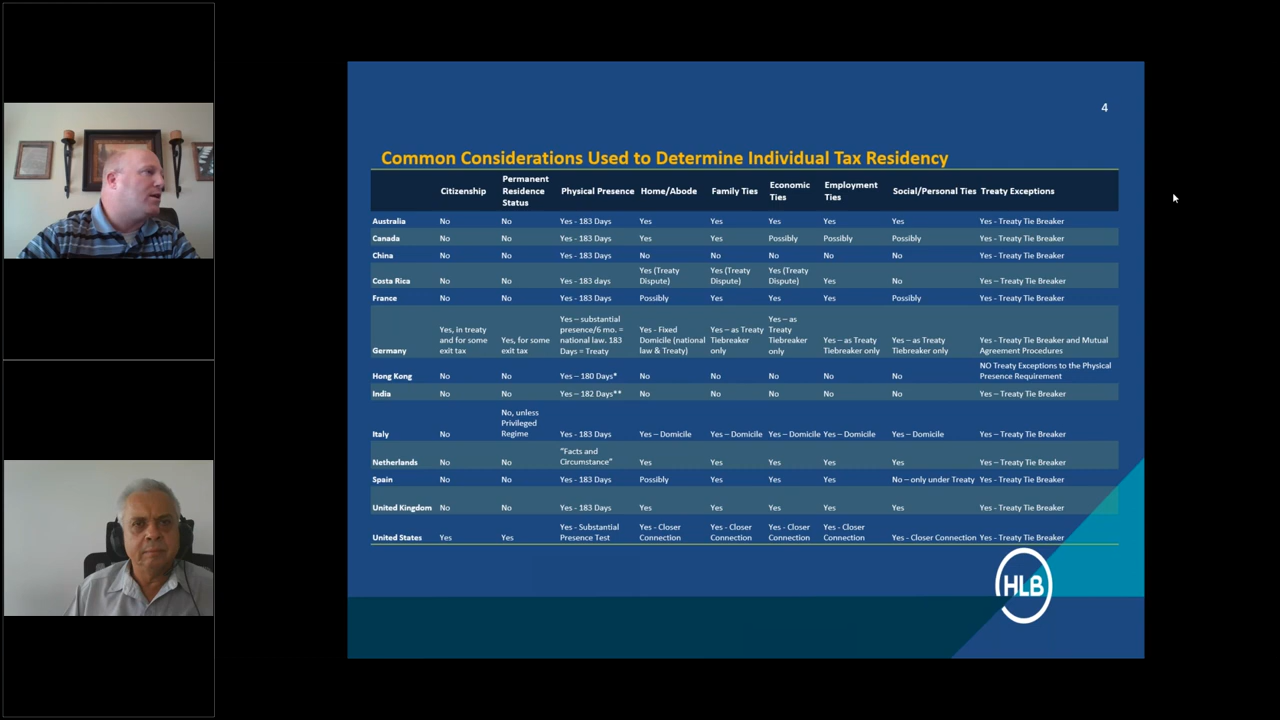 4
Common Considerations Used to Determine Individual Tax Residency
Citizenship Permanent Residence Status Physical Presence Home/Abode Family Ties Economic Ties Employment Ties Social/Personal Ties Treaty Exceptions
Australia No No Yes - 183 Days Yes Yes Yes Yes Yes Yes - Treaty Tie Breaker
Canada No No Yes - 183 Days Yes Yes Possibly Possibly Possibly Yes - Treaty Tie Breaker
China No No Yes - 183 Days No No No No No Yes - Treaty Tie Breaker
Costa Rica No No Yes - 183 days Yes (Treaty Dispute) Yes (Treaty Dispute) Yes (Treaty Dispute) Yes No Yes – Treaty Tie Breaker
France No No Yes - 183 Days Possibly Yes Yes Yes Possibly Yes - Treaty Tie Breaker
Germany Yes, in treaty and for some exit tax Yes, for some exit tax Yes – substantial presence/6 mo. = national law. 183 Days = Treaty Yes - Fixed Domicile (national law & Treaty) Yes – as Treaty Tiebreaker only Yes – as Treaty Tiebreaker only Yes – as Treaty Tiebreaker only Yes – as Treaty Tiebreaker only Yes - Treaty Tie Breaker and Mutual Agreement Procedures
Hong Kong No No Yes – 180 Days* No No No No No NO Treaty Exceptions to the Physical Presence Requirement
India No No Yes – 182 Days** No No No No No Yes – Treaty Tie Breaker
Italy No No, unless Privileged Regime Yes - 183 Days Yes – Domicile Yes – Domicile Yes – Domicile Yes – Domicile Yes – Domicile Yes – Treaty Tie Breaker
Netherlands No No "Facts and Circumstance" Yes Yes Yes Yes Yes Yes – Treaty Tie Breaker
Spain No No Yes - 183 Days Possibly Yes Yes Yes No – only under Treaty Yes - Treaty Tie Breaker
United Kingdom No No Yes - 183 Days Yes Yes Yes Yes Yes Yes - Treaty Tie Breaker
United States Yes Yes Yes - Substantial Presence Test Yes - Closer Connection Yes - Closer Connection Yes - Closer Connection Yes - Closer Connection Yes - Closer Connection Yes - Treaty Tie Breaker
HLB